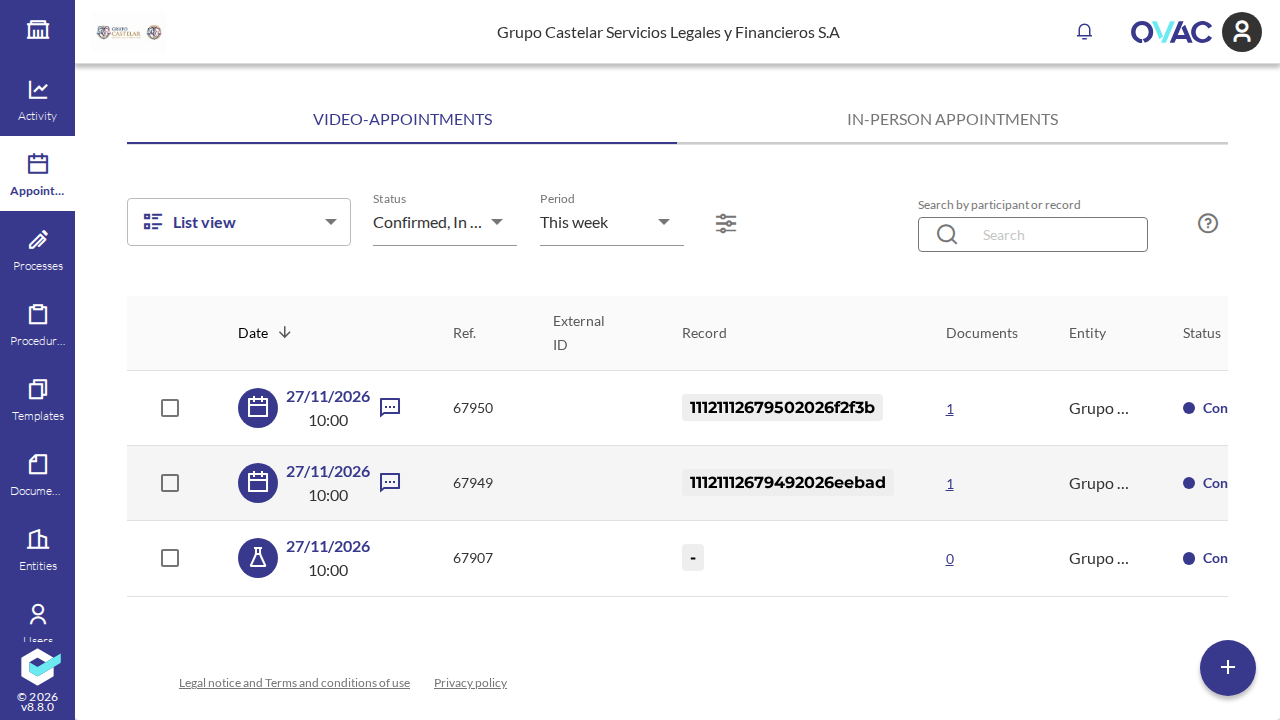 GRUPO
CASTELAR
Grupo Castelar Servicios Legales y Financieros S.A
OVAC
Activity
Appoint...
Processes
Procedur...
Templates
Docume...
Entities
Users
© 2026
v8.8.0
VIDEO-APPOINTMENTS
IN-PERSON APPOINTMENTS
List view
Status
Confirmed, In ...
Period
This week
Search by participant or record
Search
Date
Ref.
External
ID
Record
Documents
Entity
Status
27/11/2026
10:00
67950
11121112679502026f2f3b
1
Grupo ...
Con
27/11/2026
10:00
67949
11121112679492026eebad
1
Grupo ...
Con
27/11/2026
10:00
67907
-
0
Grupo ...
Con
Legal notice and Terms and conditions of use
Privacy policy